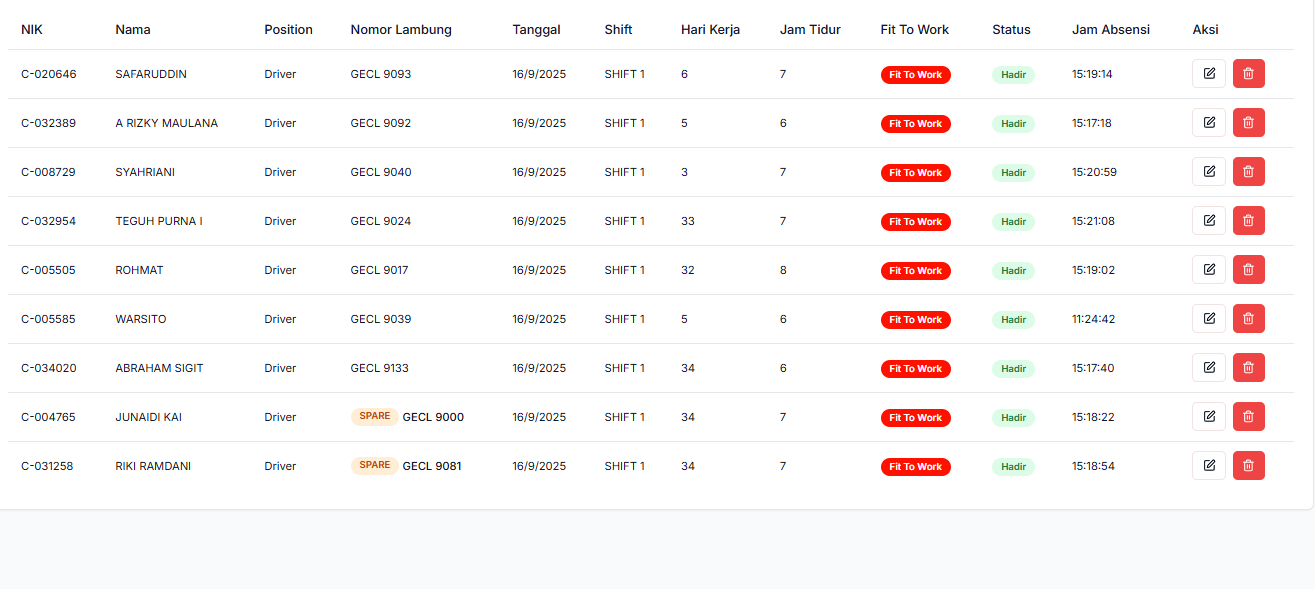 NIK Nama Position Nomor Lambung Tanggal Shift Hari Kerja Jam Tidur Fit To Work Status Jam Absensi Aksi
C-020646 SAFARUDDIN Driver GECL 9093 16/9/2025 SHIFT 1 6 7 Fit To Work Hadir 15:19:14
C-032389 A RIZKY MAULANA Driver GECL 9092 16/9/2025 SHIFT 1 5 6 Fit To Work Hadir 15:17:18
C-008729 SYAHRIANI Driver GECL 9040 16/9/2025 SHIFT 1 3 7 Fit To Work Hadir 15:20:59
C-032954 TEGUH PURNA I Driver GECL 9024 16/9/2025 SHIFT 1 33 7 Fit To Work Hadir 15:21:08
C-005505 ROHMAT Driver GECL 9017 16/9/2025 SHIFT 1 32 8 Fit To Work Hadir 15:19:02
C-005585 WARSITO Driver GECL 9039 16/9/2025 SHIFT 1 5 6 Fit To Work Hadir 11:24:42
C-034020 ABRAHAM SIGIT Driver GECL 9133 16/9/2025 SHIFT 1 34 6 Fit To Work Hadir 15:17:40
C-004765 JUNAIDI KAI Driver SPARE GECL 9000 16/9/2025 SHIFT 1 34 7 Fit To Work Hadir 15:18:22
C-031258 RIKI RAMDANI Driver SPARE GECL 9081 16/9/2025 SHIFT 1 34 7 Fit To Work Hadir 15:18:54